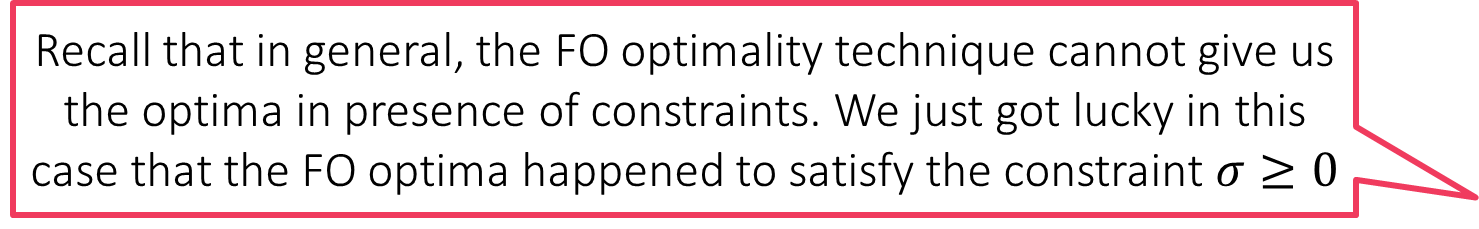 Recall that in general, the FO optimality technique cannot give us
the optima in presence of constraints. We just got lucky in this
case that the FO optima happened to satisfy the constraint 𝜎 ≥ 0